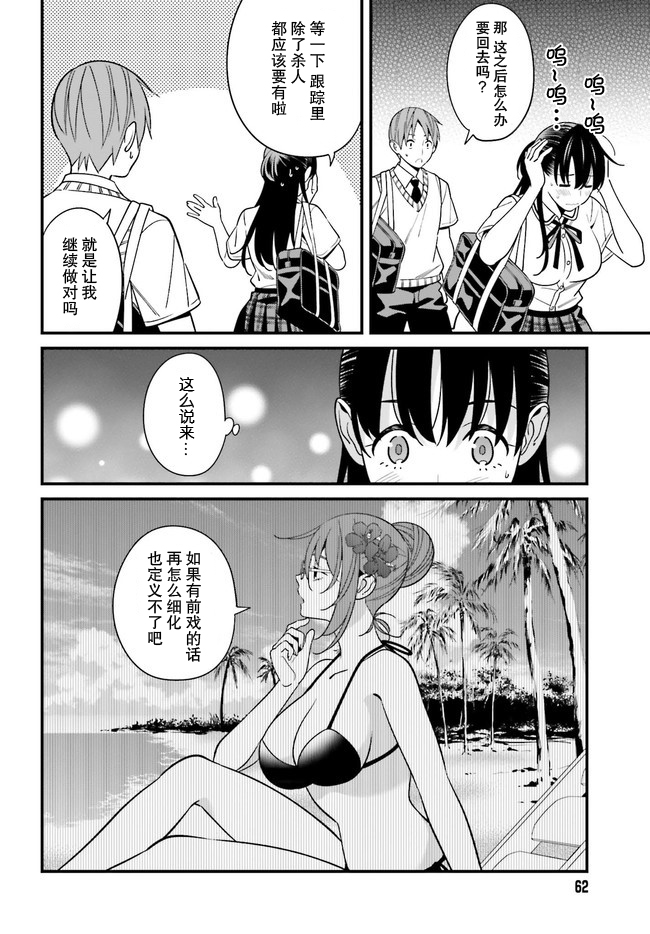 那 这之后怎么办
要回去吗？
呜～呜
呜～呜…
等一下 跟踪里
除了杀人
都应该要有啦
就是让我
继续做对吗
这么说来…
如果有前戏的话
再怎么细化
也定义不了吧
62